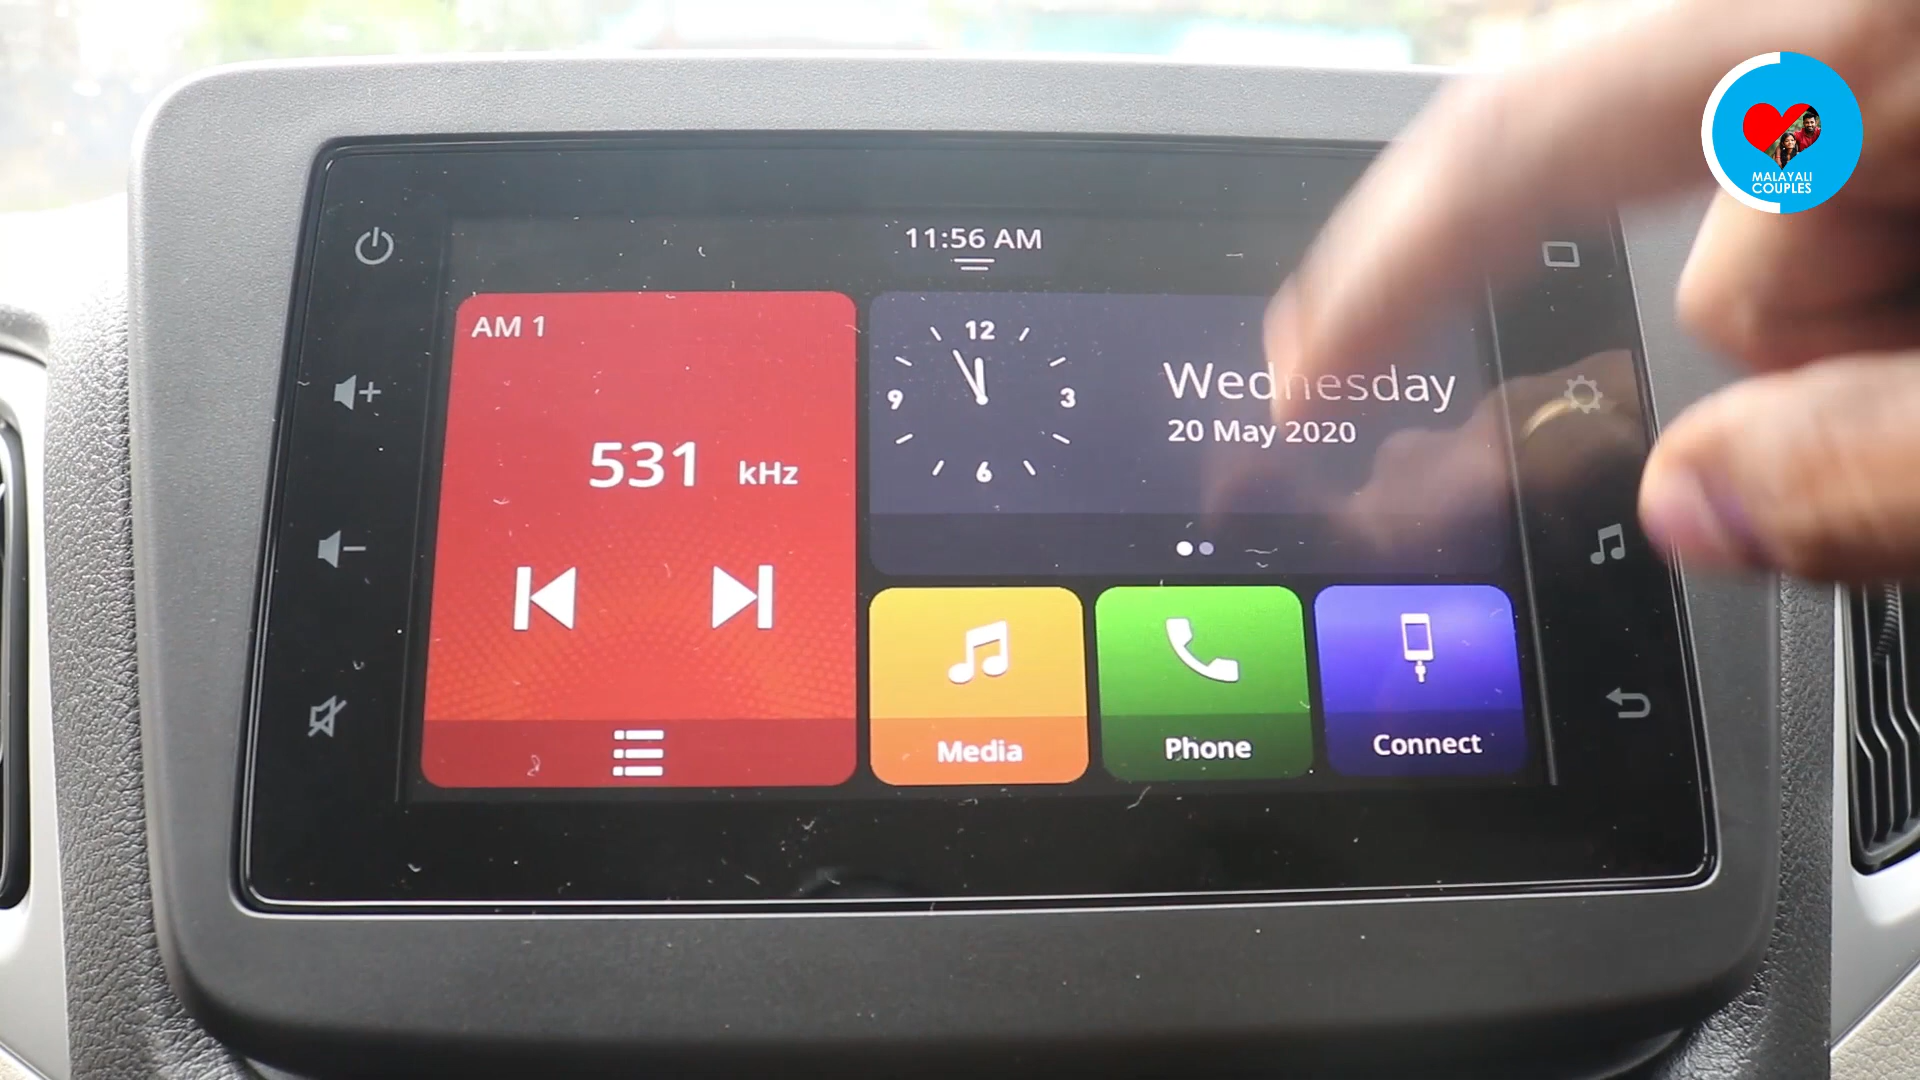 MALAYALI
COUPLES
11:56 AM
AM 1
531 kHz
12
3
6
9
Wednesday
20 May 2020
Media
Phone
Connect